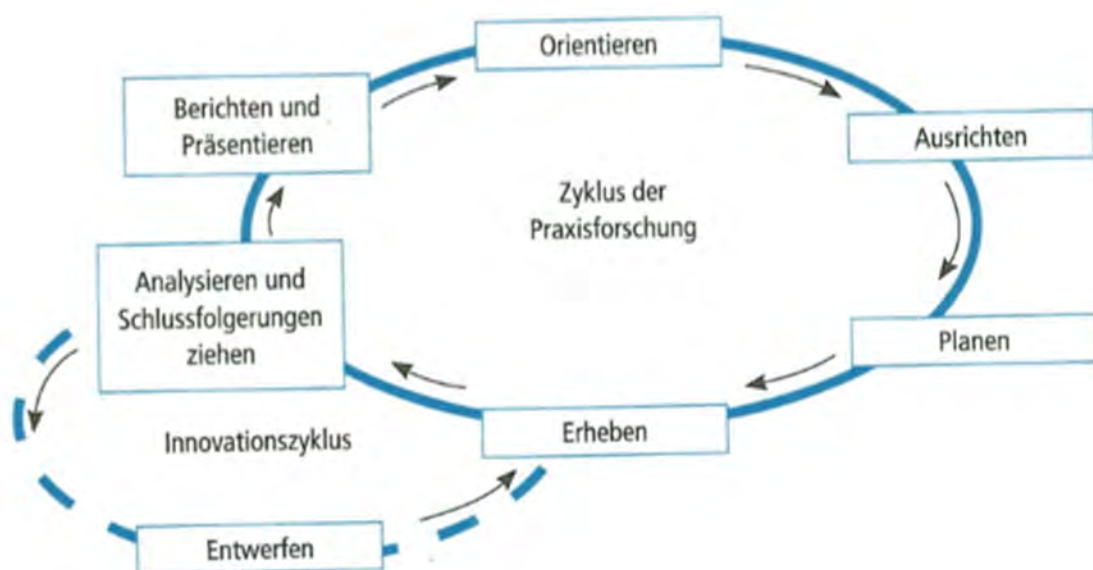 Orientieren
Berichten und
Präsentieren
Ausrichten
Zyklus der
Praxisforschung
Analysieren und
Schlussfolgerungen
ziehen
Planen
Erheben
Innovationszyklus
Entwerfen